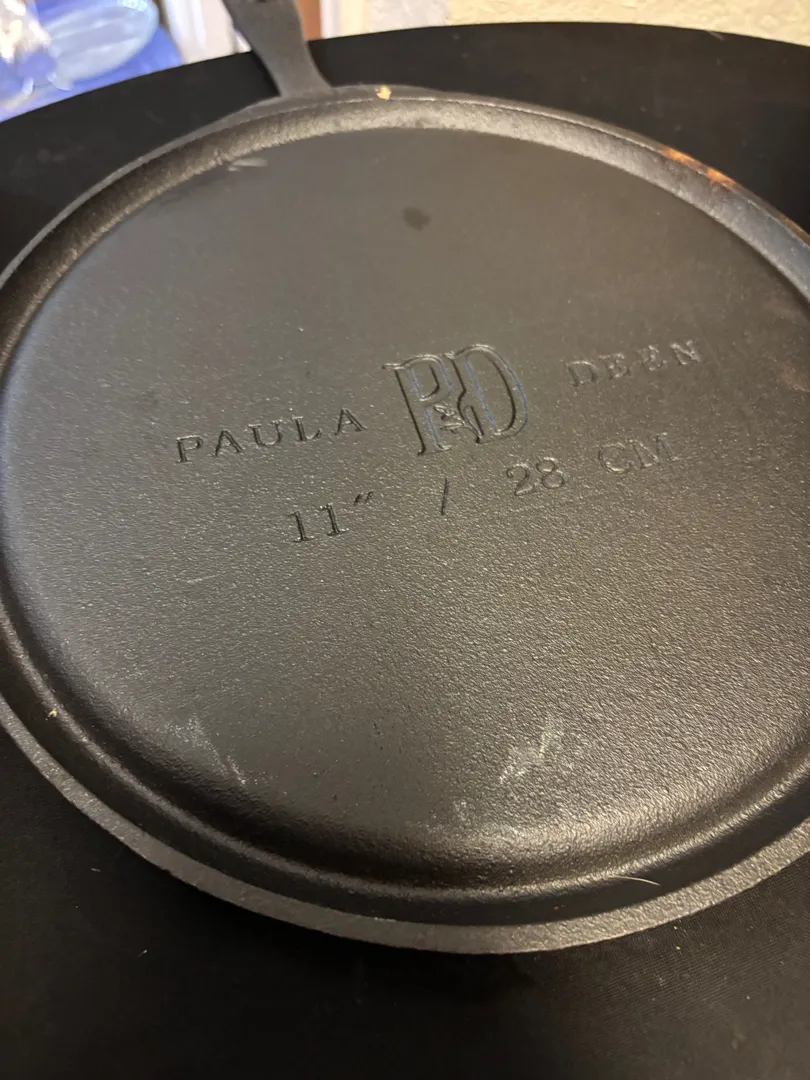 PAULA PD DEEN
11" / 28 CM